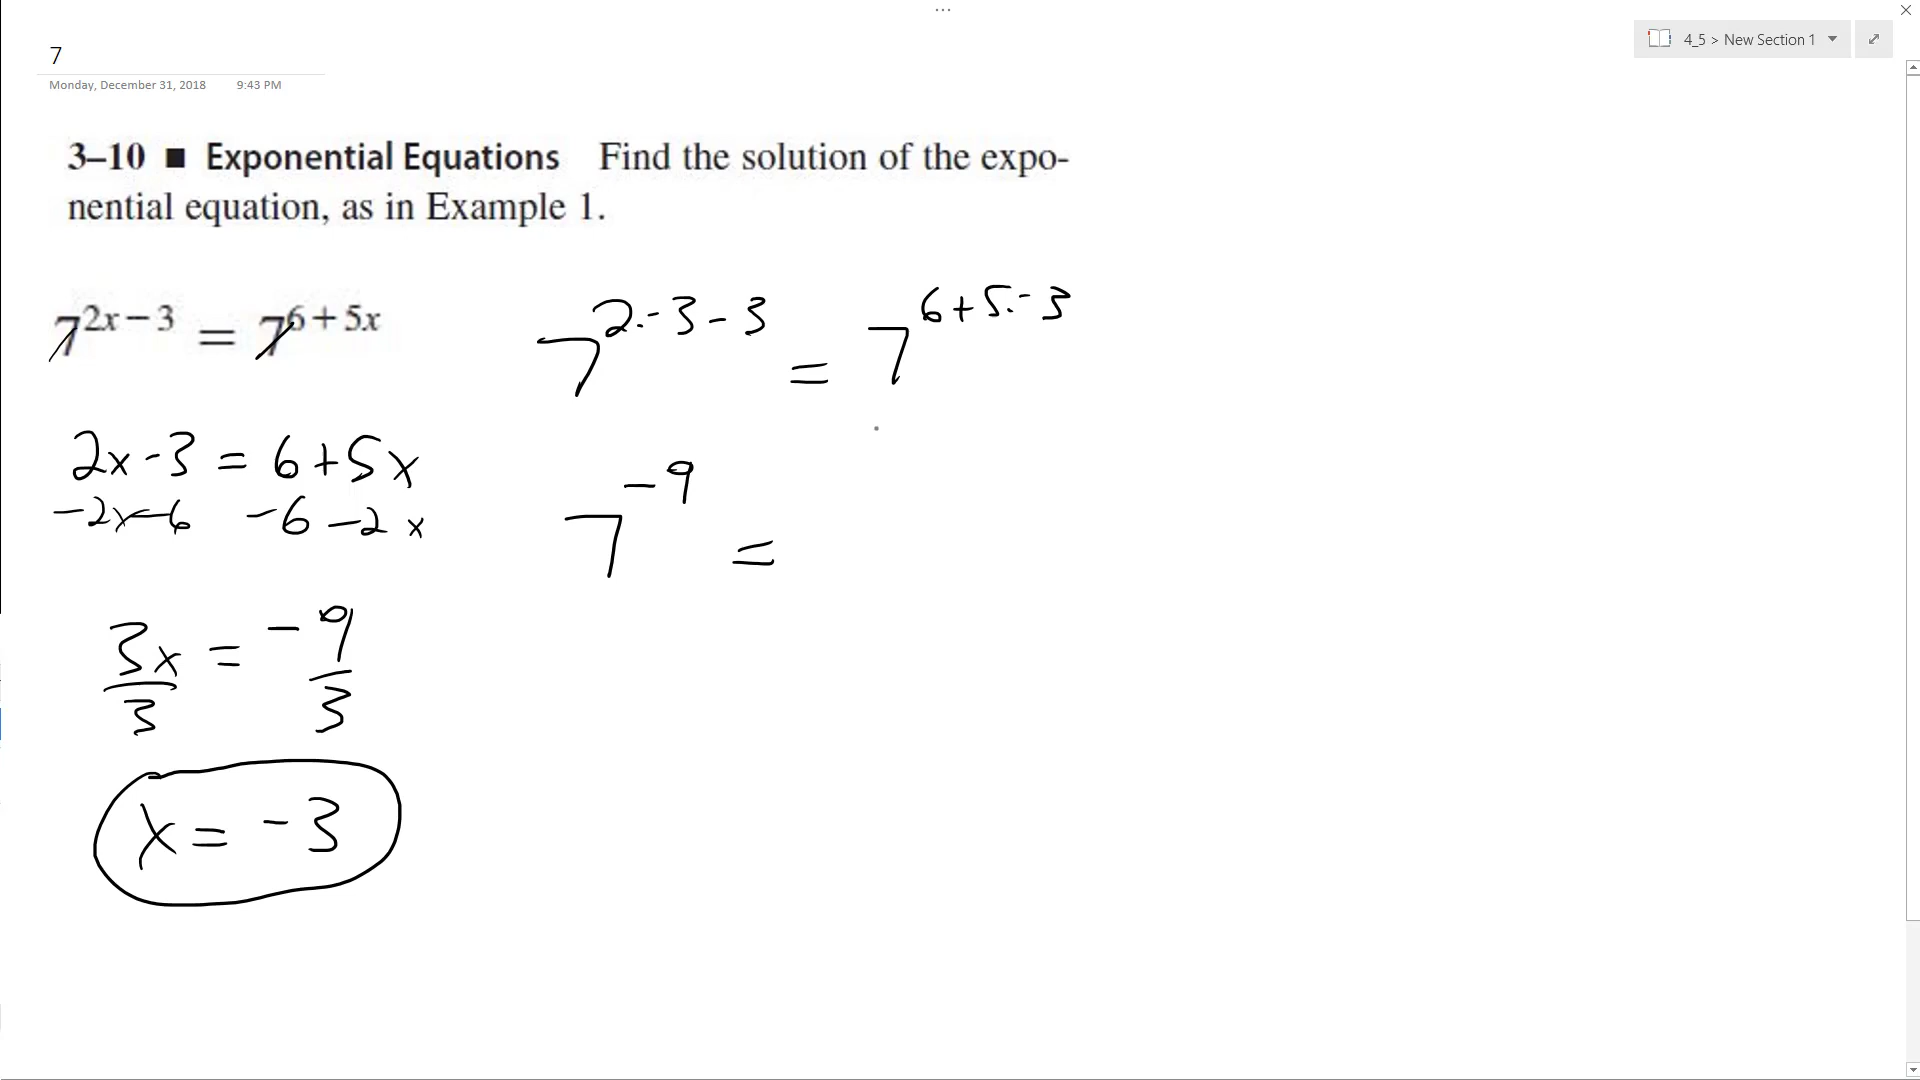 ...
4_5 > New Section 1
7
Monday, December 31, 2018 9:43 PM
3–10 ■ Exponential Equations Find the solution of the expo-
nential equation, as in Example 1.
7^{2x – 3} = 7^{6 + 5x}
2x - 3 = 6 + 5x
-2x - 6 -6 - 2x
3x = -9
3 3
x = -3
7^{2·-3-3} = 7^{6+5·-3}
7^{-9} =